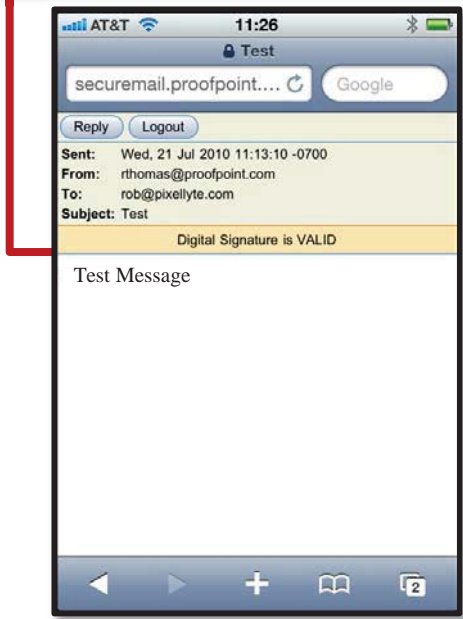 AT&T 11:26
Test
securemail.proofpoint.... Google
Reply Logout
Sent: Wed, 21 Jul 2010 11:13:10 -0700
From: rthomas@proofpoint.com
To: rob@pixellyte.com
Subject: Test
Digital Signature is VALID
Test Message
2